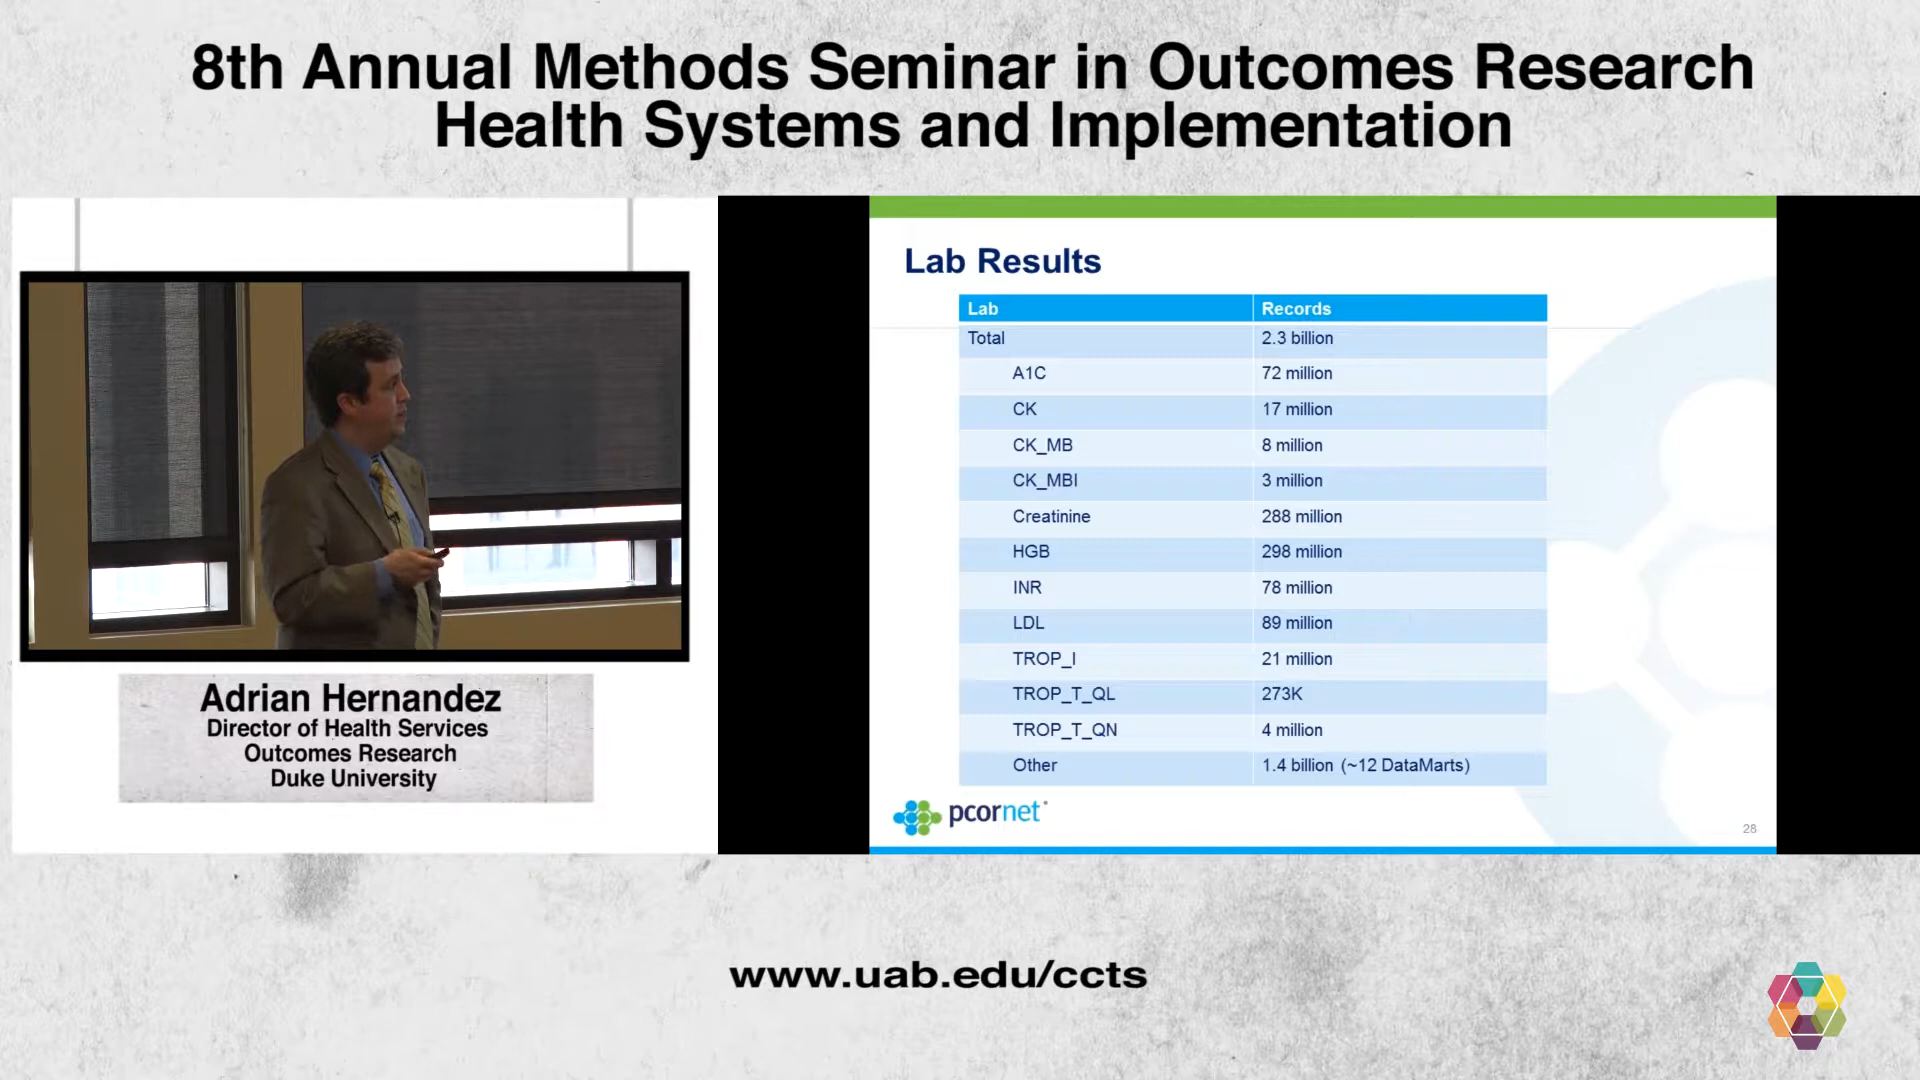 8th Annual Methods Seminar in Outcomes Research
Health Systems and Implementation
Adrian Hernandez
Director of Health Services
Outcomes Research
Duke University
Lab Results
Lab Records
Total 2.3 billion
A1C 72 million
CK 17 million
CK_MB 8 million
CK_MBI 3 million
Creatinine 288 million
HGB 298 million
INR 78 million
LDL 89 million
TROP_I 21 million
TROP_T_QL 273K
TROP_T_QN 4 million
Other 1.4 billion (~12 DataMarts)
pcornet
28
www.uab.edu/ccts